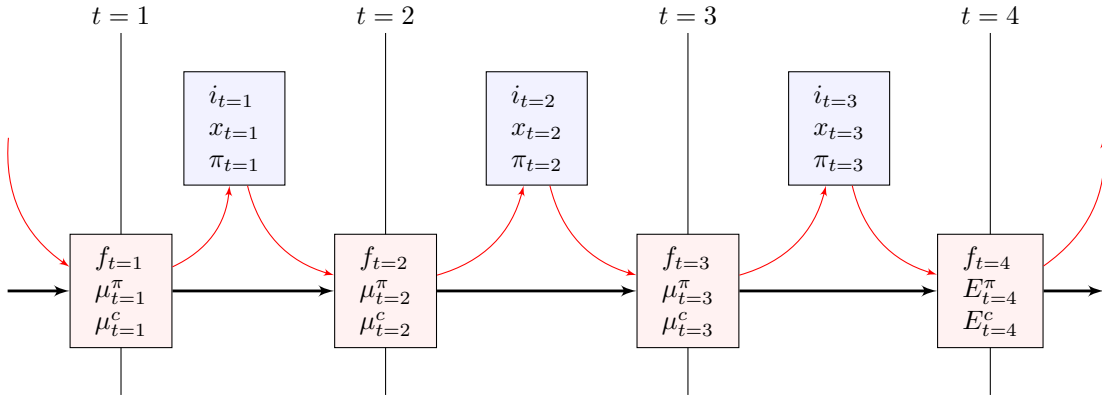 t = 1
t = 2
t = 3
t = 4
i_{t=1}
x_{t=1}
π_{t=1}
i_{t=2}
x_{t=2}
π_{t=2}
i_{t=3}
x_{t=3}
π_{t=3}
f_{t=1}
μ^π_{t=1}
μ^c_{t=1}
f_{t=2}
μ^π_{t=2}
μ^c_{t=2}
f_{t=3}
μ^π_{t=3}
μ^c_{t=3}
f_{t=4}
E^π_{t=4}
E^c_{t=4}